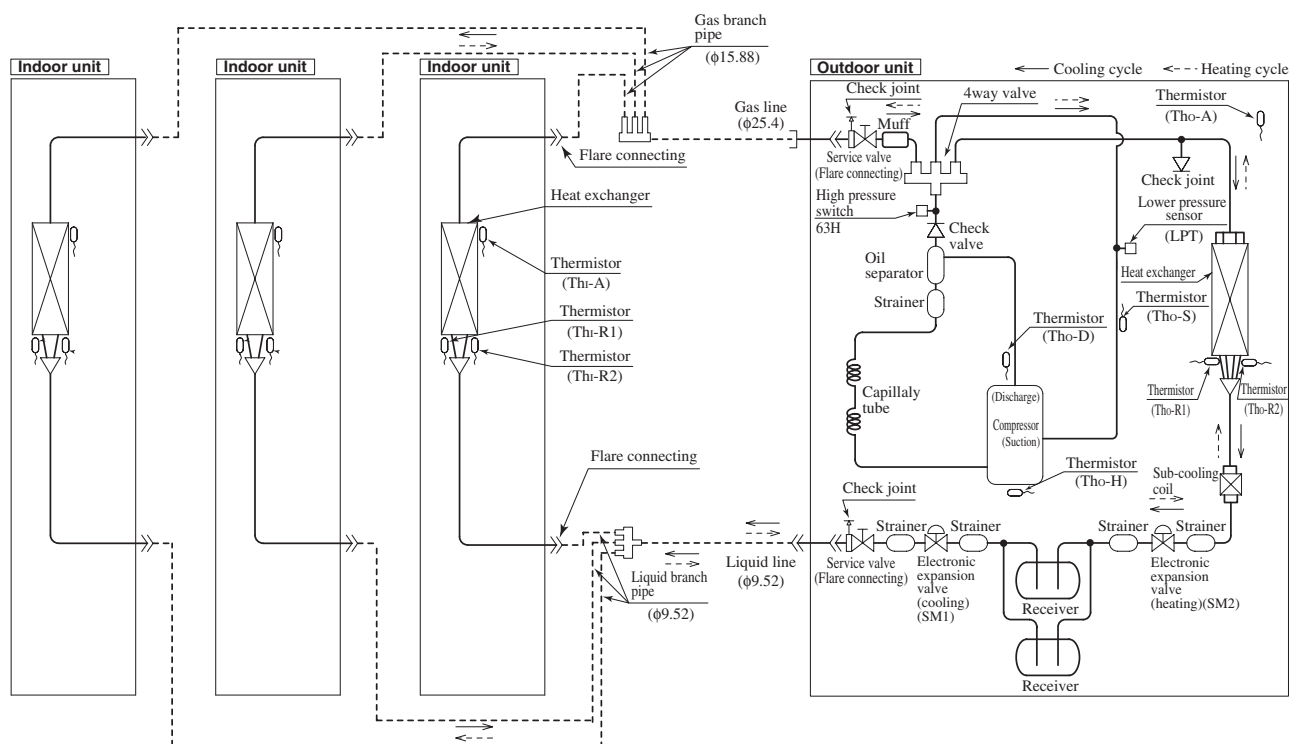 Gas branch
pipe
(ϕ15.88)
Indoor unit
Indoor unit
Indoor unit
Outdoor unit
Cooling cycle
Heating cycle
Check joint
4way valve
Thermistor
(Tho-A)
Gas line
(ϕ25.4)
Muff
Flare connecting
Service valve
(Flare connecting)
Check joint
High pressure
switch
63H
Lower pressure
sensor
(LPT)
Heat exchanger
Check
valve
Oil
separator
Strainer
Heat exchanger
Thermistor
(ThI-A)
Thermistor
(Tho-S)
Thermistor
(ThI-R1)
Thermistor
(Tho-D)
Thermistor
(ThI-R2)
Capillaly
tube
(Discharge)
Compressor
(Suction)
Thermistor
(Tho-R1)
Thermistor
(Tho-R2)
Flare connecting
Thermistor
(Tho-H)
Sub-cooling
coil
Check joint
Strainer
Strainer
Strainer
Strainer
Liquid branch
pipe
(ϕ9.52)
Liquid line
(ϕ9.52)
Service valve
(Flare connecting)
Electronic
expansion
valve
(cooling)
(SM1)
Receiver
Electronic
expansion
valve
(heating)(SM2)
Receiver